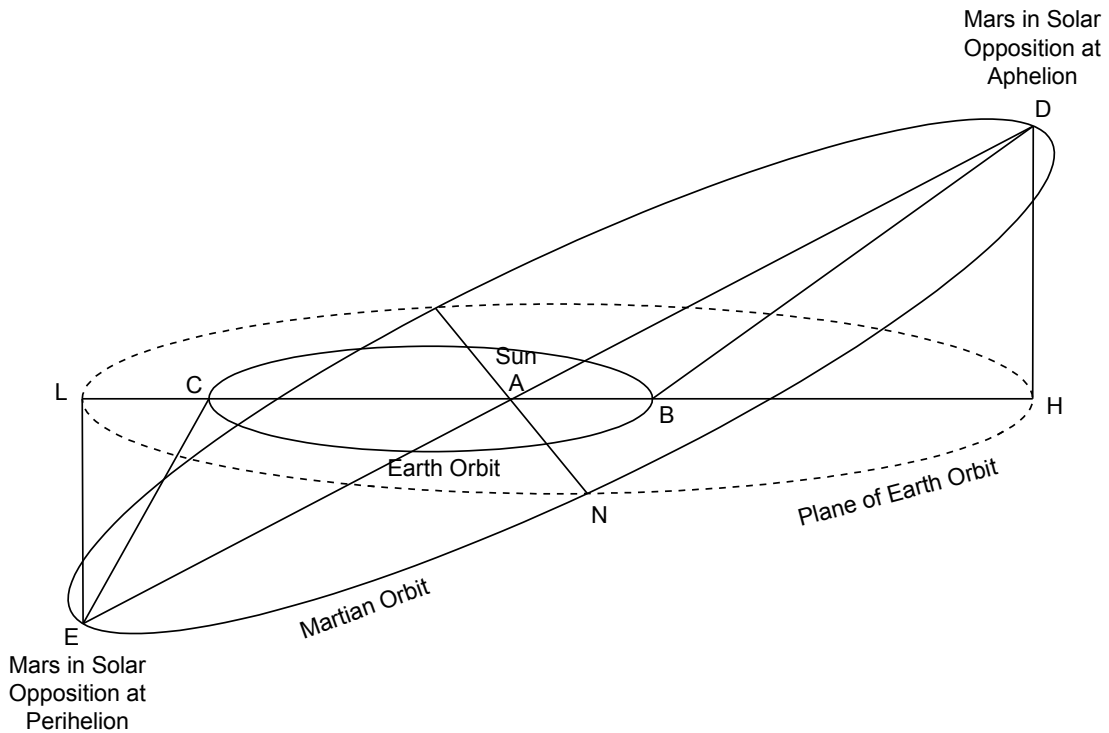 Mars in Solar
Opposition at
Aphelion
D
Sun
L
C
A
H
B
Earth Orbit
N
Plane of Earth Orbit
Martian Orbit
E
Mars in Solar
Opposition at
Perihelion